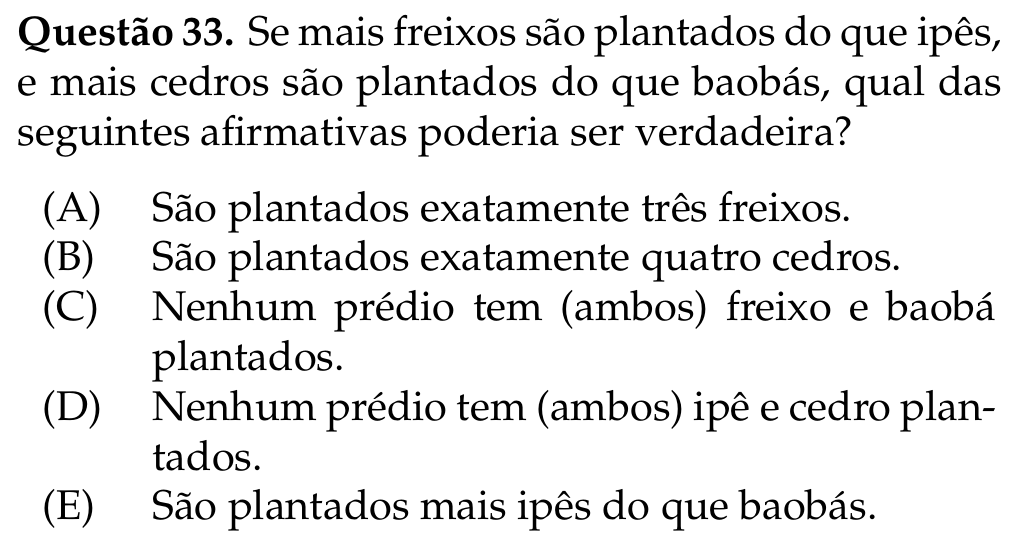 Questão 33. Se mais freixos são plantados do que ipês,
e mais cedros são plantados do que baobás, qual das
seguintes afirmativas poderia ser verdadeira?
(A) São plantados exatamente três freixos.
(B) São plantados exatamente quatro cedros.
(C) Nenhum prédio tem (ambos) freixo e baobá
plantados.
(D) Nenhum prédio tem (ambos) ipê e cedro plan-
tados.
(E) São plantados mais ipês do que baobás.